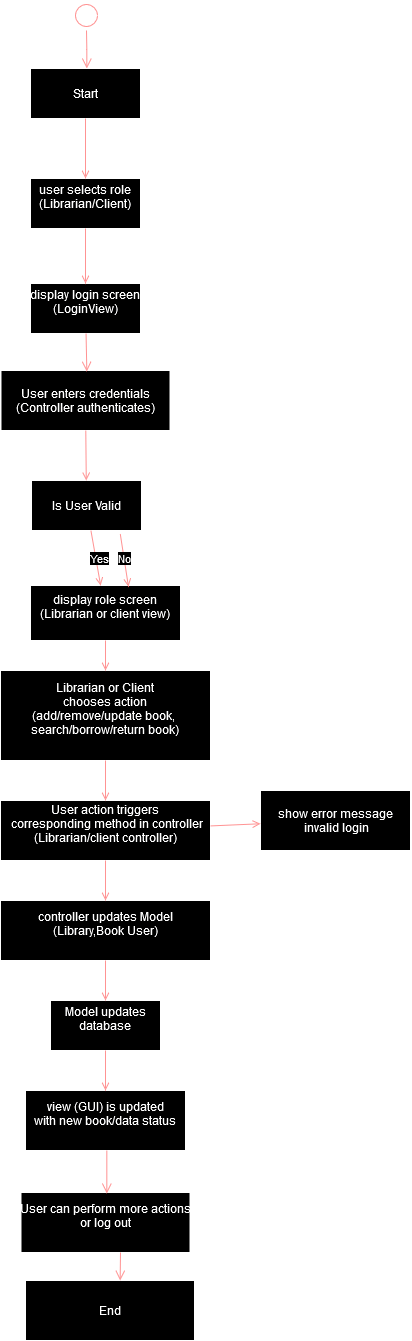 Start
user selects role
(Librarian/Client)
display login screen
(LoginView)
User enters credentials
(Controller authenticates)
Is User Valid
Yes
No
display role screen
(Librarian or client view)
Librarian or Client
chooses action
(add/remove/update book,
search/borrow/return book)
User action triggers
corresponding method in controller
(Librarian/client controller)
show error message
invalid login
controller updates Model
(Library,Book User)
Model updates
database
view (GUI) is updated
with new book/data status
User can perform more actions
or log out
End